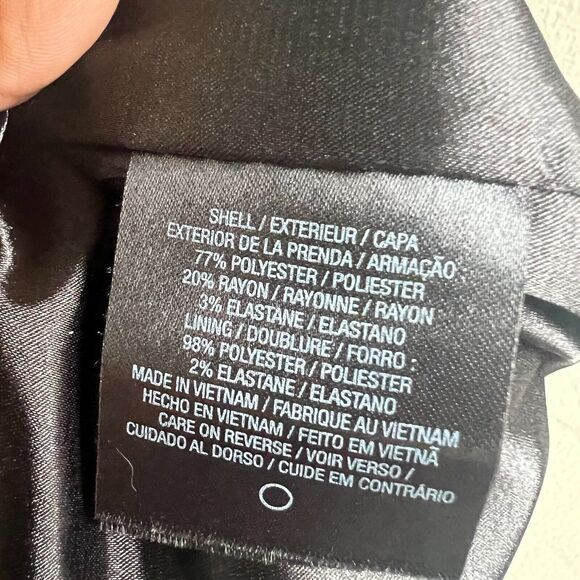 SHELL / EXTERIEUR / CAPA
EXTERIOR DE LA PRENDA / ARMAÇÃO :
77% POLYESTER / POLIESTER
20% RAYON / RAYONNE / RAYON
3% ELASTANE / ELASTANO
LINING / DOUBLURE / FORRO :
98% POLYESTER / POLIESTER
2% ELASTANE / ELASTANO
MADE IN VIETNAM / FABRIQUE AU VIETNAM
HECHO EN VIETNAM / FEITO EM VIETNÃ
CARE ON REVERSE / VOIR VERSO /
CUIDADO AL DORSO / CUIDE EM CONTRÁRIO